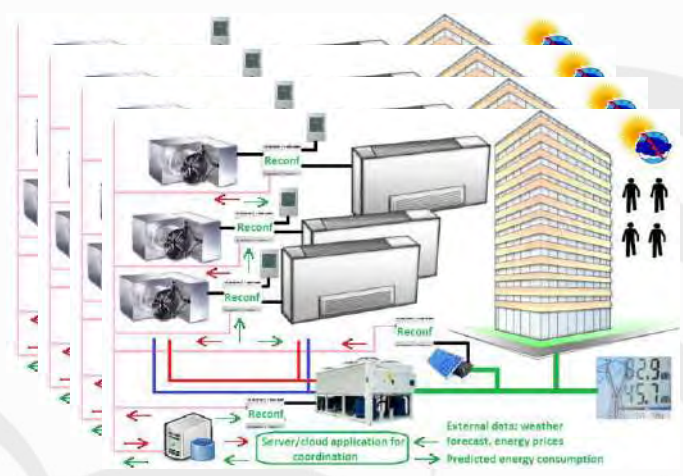 Reconf
Reconf
Reconf
Reconf
62.9
Reconf
45.7
Server/cloud application for
coordination
External data: weather
forecast, energy prices
Predicted energy consumption